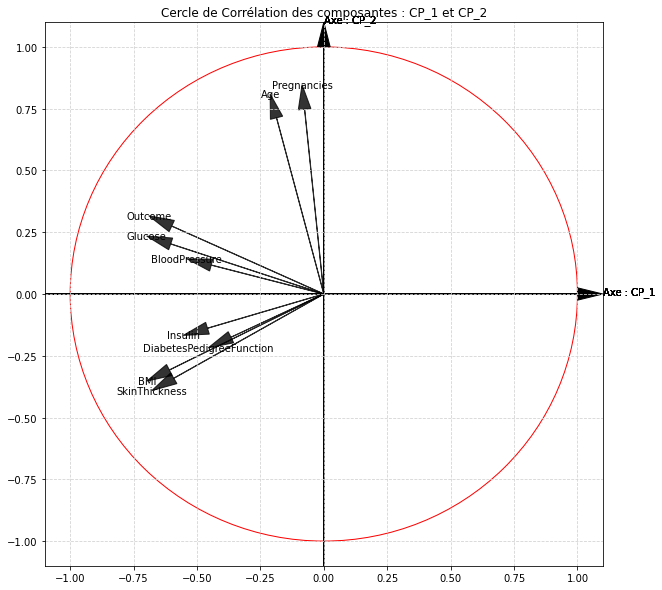 Cercle de Corrélation des composantes : CP_1 et CP_2
Axe : CP_2
1.00
Pregnancies
Age
0.75
0.50
Outcome
0.25
Glucose
BloodPressure
0.00
Axe : CP_1
Insulin
DiabetesPedigreeFunction
−0.25
BMI
SkinThickness
−0.50
−0.75
−1.00
−1.00 −0.75 −0.50 −0.25 0.00 0.25 0.50 0.75 1.00